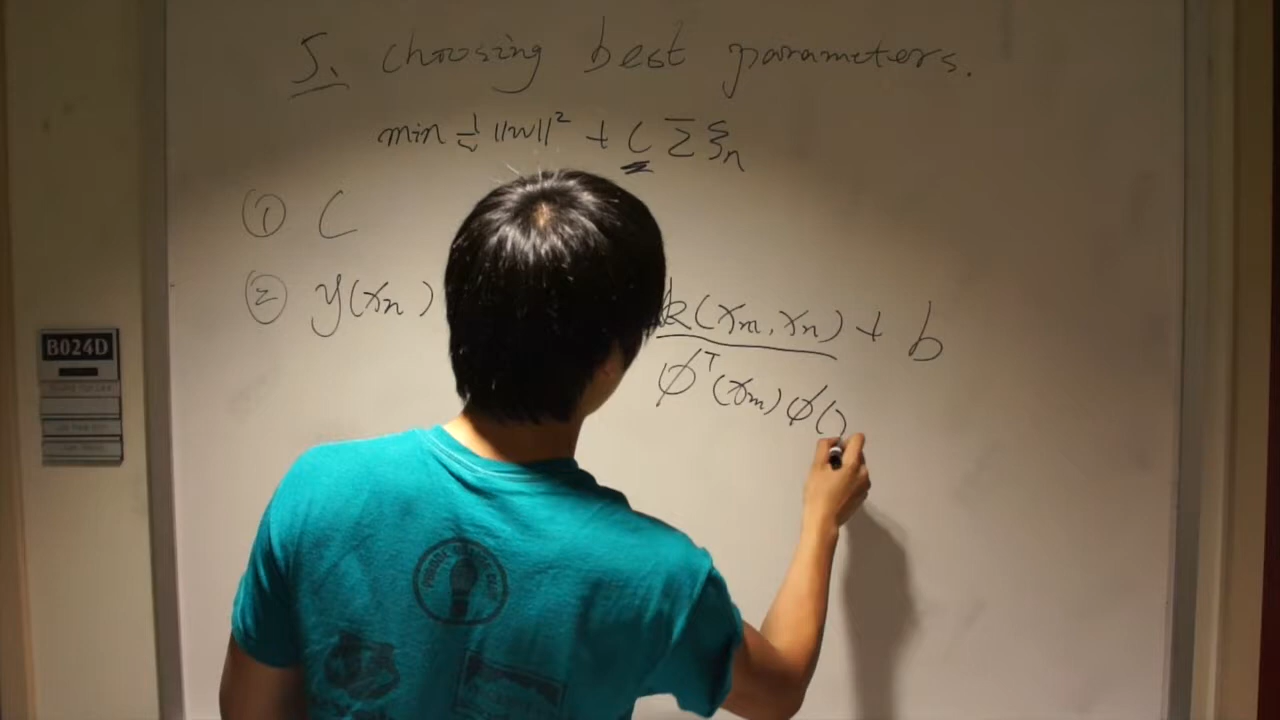 5. choosing best parameters.
min ½ ||w||² + C Σ ξn
① C
② y(xn) k(xm, xn) + b
ϕᵀ(xm) ϕ()
B024D